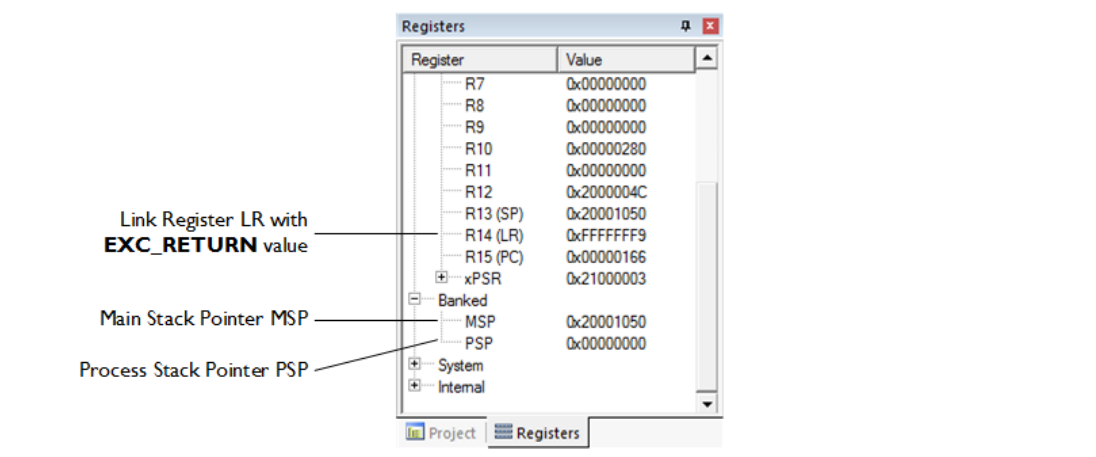 Registers
Register Value
R7 0x00000000
R8 0x00000000
R9 0x00000000
R10 0x00000280
R11 0x00000000
R12 0x2000004C
R13 (SP) 0x20001050
Link Register LR with
EXC_RETURN value
R14 (LR) 0xFFFFFFF9
R15 (PC) 0x00000166
xPSR 0x21000003
Banked
Main Stack Pointer MSP
MSP 0x20001050
Process Stack Pointer PSP
PSP 0x00000000
System
Internal
Project Registers